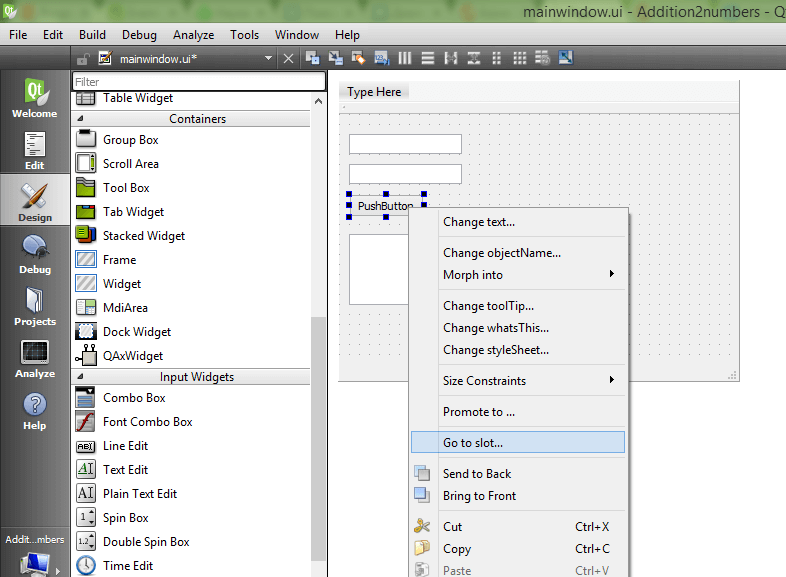 mainwindow.ui - Addition2numbers - Q
File Edit Build Debug Analyze Tools Window Help
mainwindow.ui*
Welcome
Edit
Design
Debug
Projects
Analyze
Help
Addit...mbers
Filter
Table Widget
Containers
Group Box
Scroll Area
Tool Box
Tab Widget
Stacked Widget
Frame
Widget
MdiArea
Dock Widget
QAxWidget
Input Widgets
Combo Box
Font Combo Box
Line Edit
Text Edit
Plain Text Edit
Spin Box
Double Spin Box
Time Edit
Type Here
PushButton
Change text...
Change objectName...
Morph into
Change toolTip...
Change whatsThis...
Change styleSheet...
Size Constraints
Promote to ...
Go to slot...
Send to Back
Bring to Front
Cut Ctrl+X
Copy Ctrl+C
Paste Ctrl+V